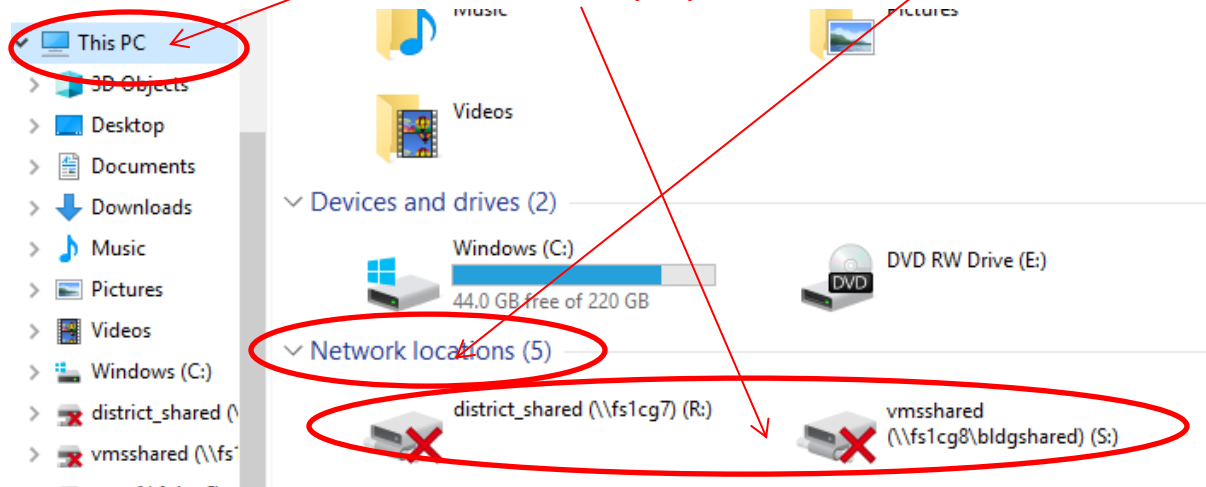 This PC
3D Objects
Desktop
Documents
Downloads
Music
Pictures
Videos
Windows (C:)
district_shared (\
vmsshared (\\fs1
Music
Pictures
Videos
Devices and drives (2)
Windows (C:)
44.0 GB free of 220 GB
DVD RW Drive (E:)
DVD
Network locations (5)
district_shared (\\fs1cg7) (R:)
vmsshared
(\\fs1cg8\bldgshared) (S:)